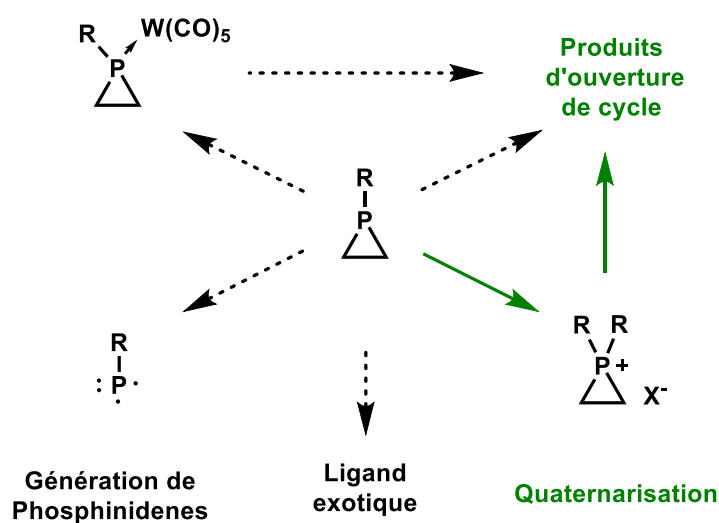 R
W(CO)5
P
Produits
d'ouverture
de cycle
R
P
R
P
R R
P+
X-
Génération de
Phosphinidenes
Ligand
exotique
Quaternarisation